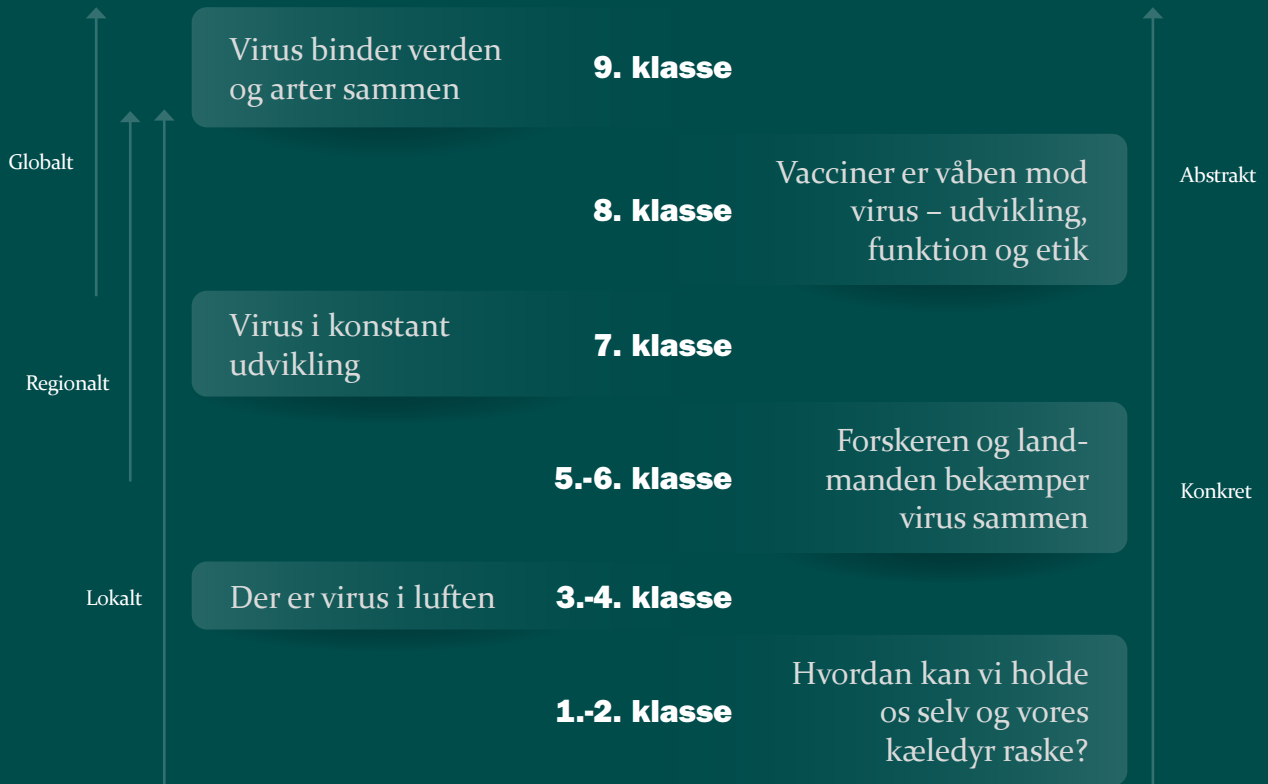 Virus binder verden
og arter sammen
9. klasse
Globalt
Vacciner er våben mod
virus – udvikling,
funktion og etik
8. klasse
Abstrakt
Virus i konstant
udvikling
7. klasse
Regionalt
Forskeren og land-
manden bekæmper
virus sammen
5.-6. klasse
Konkret
Lokalt
Der er virus i luften
3.-4. klasse
Hvordan kan vi holde
os selv og vores
kæledyr raske?
1.-2. klasse